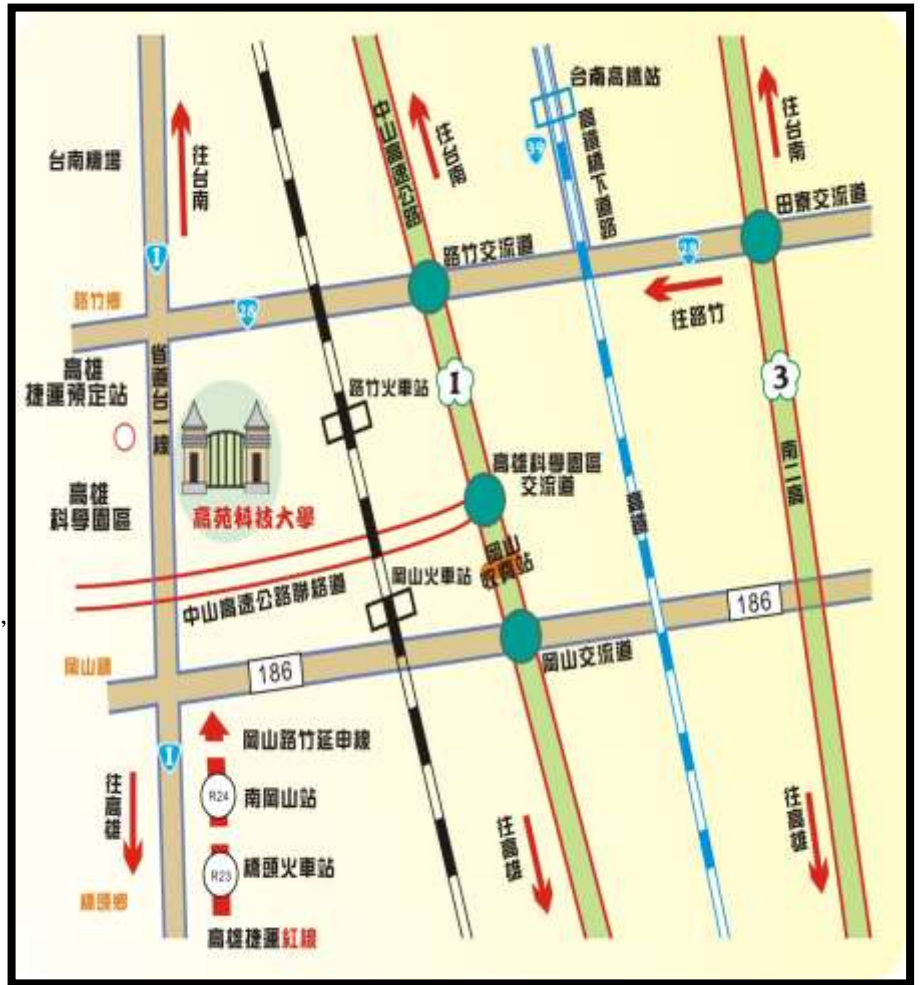 台南高鐵站
中山高速公路
往台南
39
高鐵橋下道路
往台南
往台南
台南機場
田寮交流道
1
路竹交流道
28
路竹鄉
28
往路竹
高雄
捷運預定站
省道台一線
路竹火車站
1
3
高雄科學園區
交流道
南二高
高雄
科學園區
高苑科技大學
高鐵
岡山
收費站
岡山火車站
中山高速公路聯絡道
186
,
岡山鎮
186
岡山交流道
岡山路竹延伸線
1
往高雄
R24
南岡山站
往高雄
往高雄
R23
橋頭火車站
橋頭鄉
高雄捷運紅線